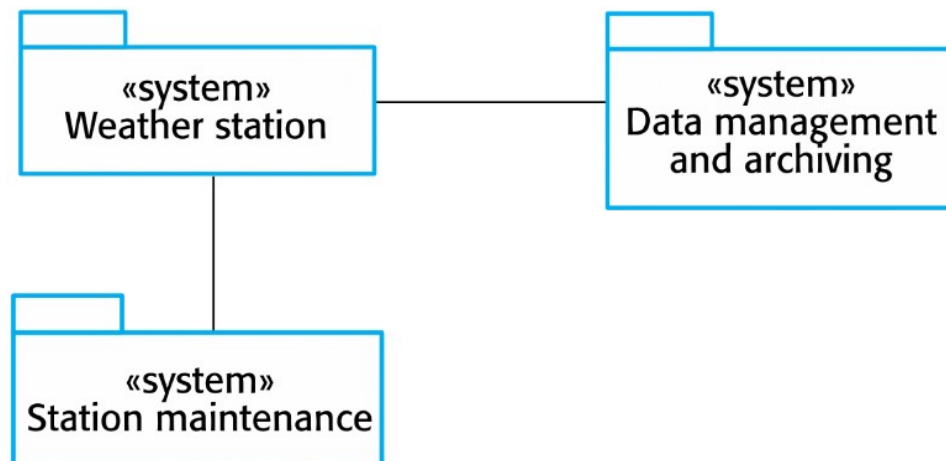 «system»
Weather station
«system»
Data management
and archiving
«system»
Station maintenance